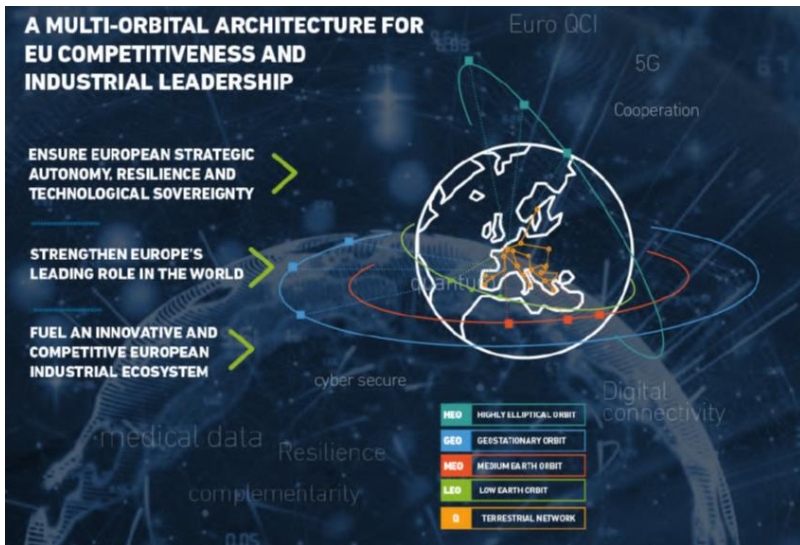 A MULTI-ORBITAL ARCHITECTURE FOR
EU COMPETITIVENESS AND
INDUSTRIAL LEADERSHIP
Euro QCI
5G
Cooperation
ENSURE EUROPEAN STRATEGIC
AUTONOMY, RESILIENCE AND
TECHNOLOGICAL SOVEREIGNTY
STRENGTHEN EUROPE'S
LEADING ROLE IN THE WORLD
FUEL AN INNOVATIVE AND
COMPETITIVE EUROPEAN
INDUSTRIAL ECOSYSTEM
quantum
cyber secure
Digital
connectivity
medical data
Resilience
complementarity
0.05
HEO HIGHLY ELLIPTICAL ORBIT
GEO GEOSTATIONARY ORBIT
MEO MEDIUM EARTH ORBIT
LEO LOW EARTH ORBIT
Q TERRESTRIAL NETWORK